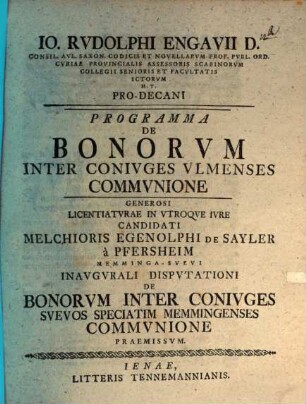 IO. RVDOLPHI ENGAVII D.
CONSIL. AVL. SAXON. CODICIS ET NOVELLARVM PROF. PVBL. ORD.
CVRIAE PROVINCIALIS ASSESSORIS SCABINORVM
COLLEGII SENIORIS ET FACVLTATIS
ICTORVM
H. T.
PRO-DECANI
PROGRAMMA
DE
BONORVM
INTER CONIVGES VLMENSES
COMMVNIONE
GENEROSI
LICENTIATVRAE IN VTROQVE IVRE
CANDIDATI
MELCHIORIS EGENOLPHI DE SAYLER
à PFERSHEIM
MEMMINGA-SVEVI
INAVGVRALI DISPVTATIONI
DE
BONORVM INTER CONIVGES
SVEVOS SPECIATIM MEMMINGENSES
COMMVNIONE
PRAEMISSVM.
IENAE,
LITTERIS TENNEMANNIANIS.